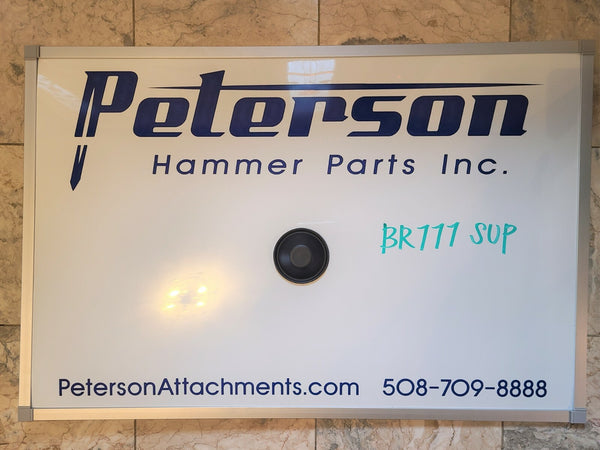 Peterson
Hammer Parts Inc.
BR777 SUP
PetersonAttachments.com 508-709-8888